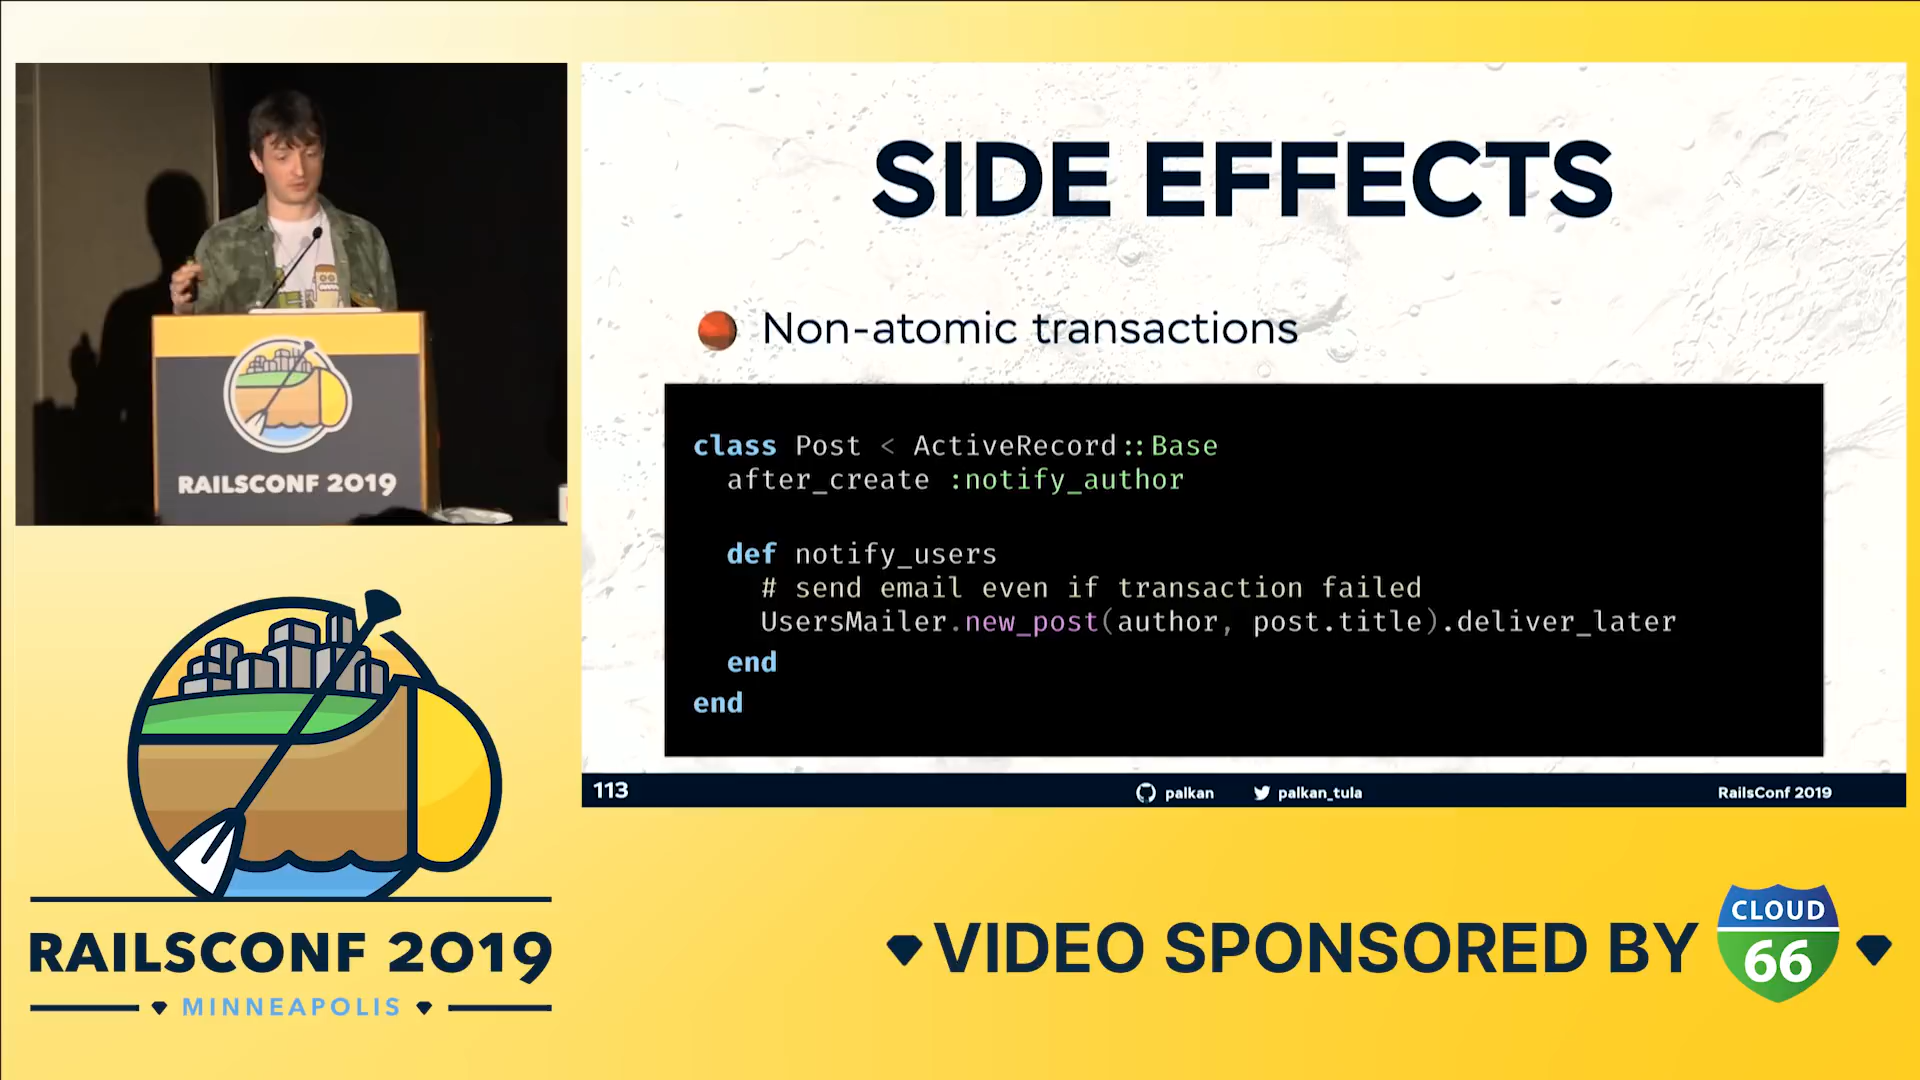 SIDE EFFECTS
Non-atomic transactions
class Post < ActiveRecord::Base
after_create :notify_author
def notify_users
# send email even if transaction failed
UsersMailer.new_post(author, post.title).deliver_later
end
end
113
palkan
palkan_tula
RailsConf 2019
RAILSCONF 2019
RAILSCONF 2019
MINNEAPOLIS
VIDEO SPONSORED BY
CLOUD
66